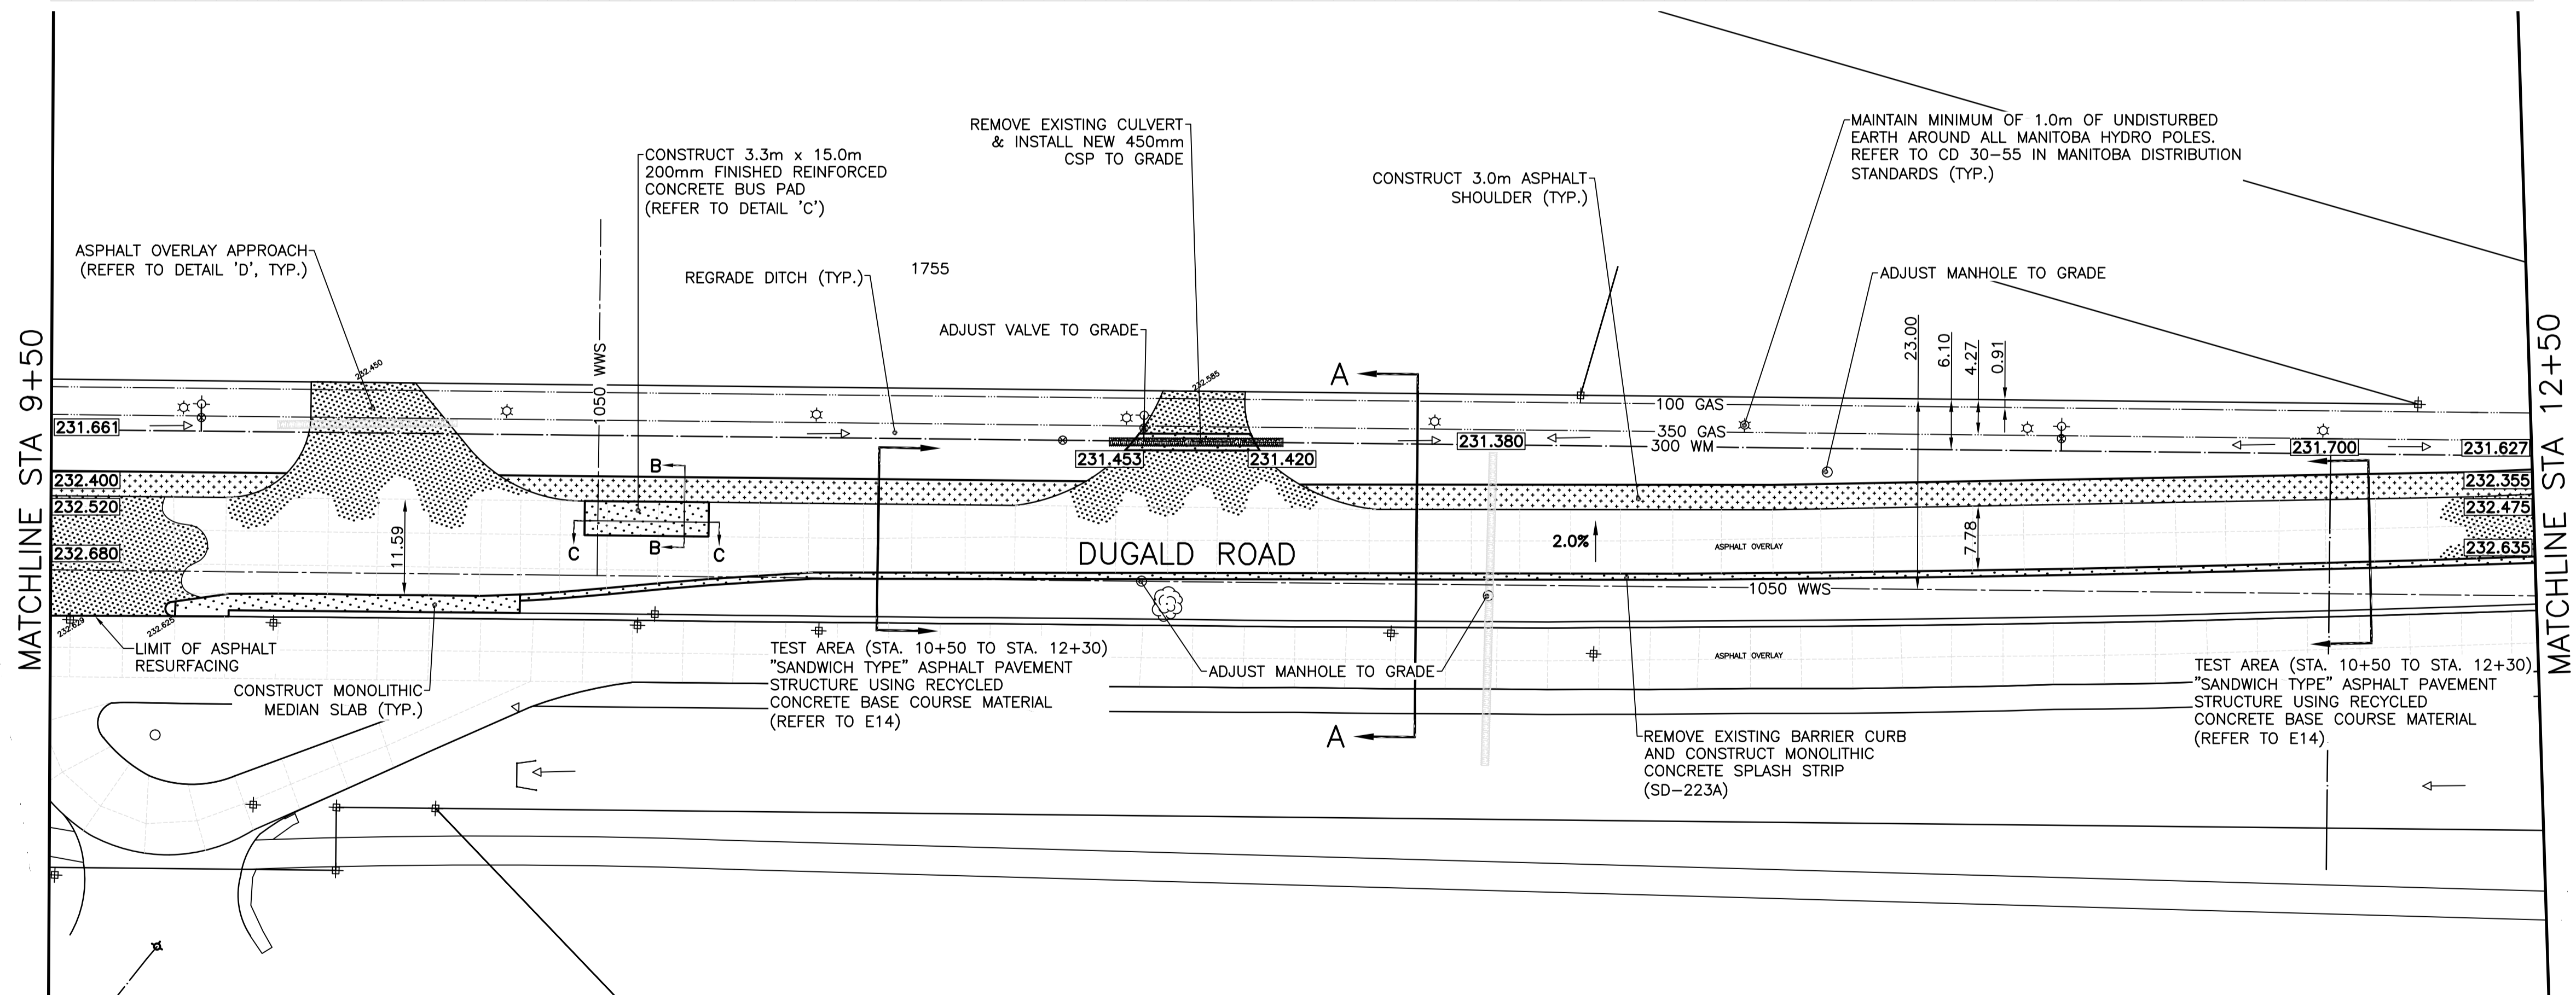 MATCHLINE STA 9+50
ASPHALT OVERLAY APPROACH
(REFER TO DETAIL 'D', TYP.)
232.450
1050 WWS
CONSTRUCT 3.3m x 15.0m
200mm FINISHED REINFORCED
CONCRETE BUS PAD
(REFER TO DETAIL 'C')
REGRADE DITCH (TYP.)
1755
REMOVE EXISTING CULVERT
& INSTALL NEW 450mm
CSP TO GRADE
ADJUST VALVE TO GRADE
232.585
CONSTRUCT 3.0m ASPHALT
SHOULDER (TYP.)
MAINTAIN MINIMUM OF 1.0m OF UNDISTURBED
EARTH AROUND ALL MANITOBA HYDRO POLES.
REFER TO CD 30-55 IN MANITOBA DISTRIBUTION
STANDARDS (TYP.)
ADJUST MANHOLE TO GRADE
23.00
6.10
4.27
0.91
A
100 GAS
350 GAS
300 WM
231.661
231.453
231.420
231.380
231.700
231.627
232.400
232.520
232.680
11.59
B
B
C
C
DUGALD ROAD
2.0%
ASPHALT OVERLAY
7.78
232.355
232.475
232.635
1050 WWS
232.629
232.625
LIMIT OF ASPHALT
RESURFACING
CONSTRUCT MONOLITHIC
MEDIAN SLAB (TYP.)
TEST AREA (STA. 10+50 TO STA. 12+30)
"SANDWICH TYPE" ASPHALT PAVEMENT
STRUCTURE USING RECYCLED
CONCRETE BASE COURSE MATERIAL
(REFER TO E14)
ADJUST MANHOLE TO GRADE
A
ASPHALT OVERLAY
REMOVE EXISTING BARRIER CURB
AND CONSTRUCT MONOLITHIC
CONCRETE SPLASH STRIP
(SD-223A)
TEST AREA (STA. 10+50 TO STA. 12+30)
"SANDWICH TYPE" ASPHALT PAVEMENT
STRUCTURE USING RECYCLED
CONCRETE BASE COURSE MATERIAL
(REFER TO E14)
MATCHLINE STA 12+50